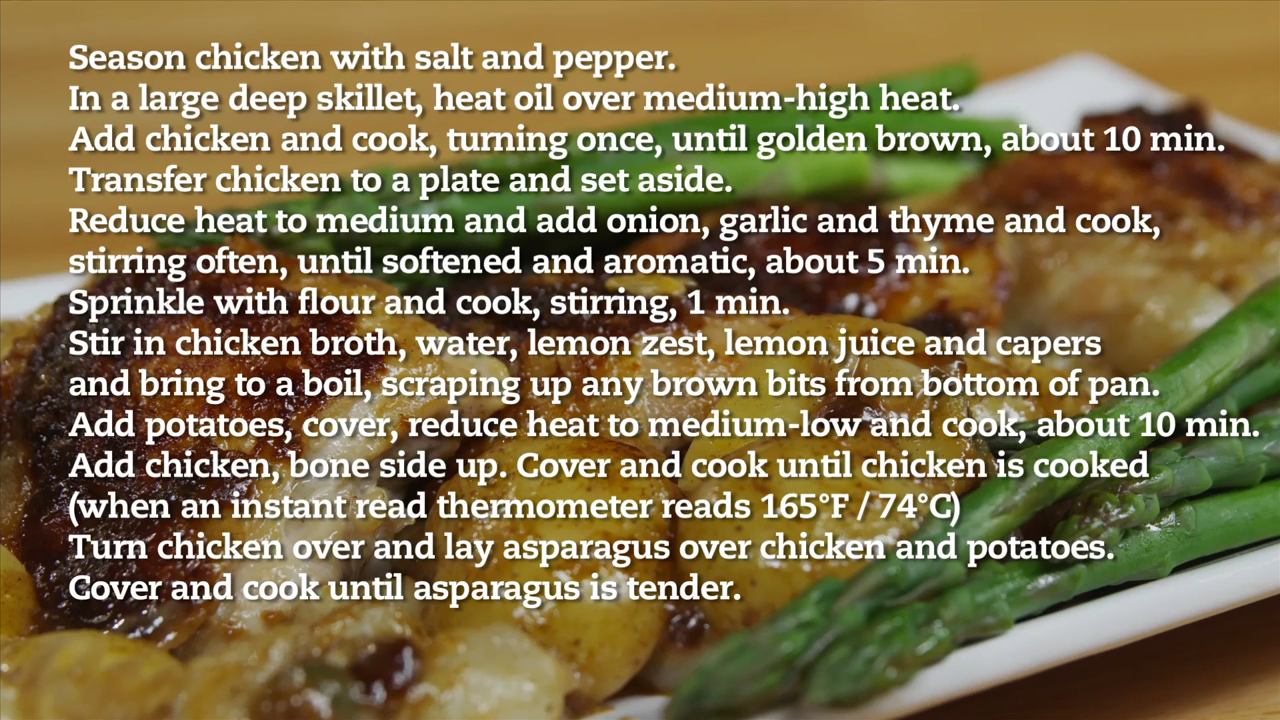 Season chicken with salt and pepper.
In a large deep skillet, heat oil over medium-high heat.
Add chicken and cook, turning once, until golden brown, about 10 min.
Transfer chicken to a plate and set aside.
Reduce heat to medium and add onion, garlic and thyme and cook,
stirring often, until softened and aromatic, about 5 min.
Sprinkle with flour and cook, stirring, 1 min.
Stir in chicken broth, water, lemon zest, lemon juice and capers
and bring to a boil, scraping up any brown bits from bottom of pan.
Add potatoes, cover, reduce heat to medium-low and cook, about 10 min.
Add chicken, bone side up. Cover and cook until chicken is cooked
(when an instant read thermometer reads 165°F / 74°C)
Turn chicken over and lay asparagus over chicken and potatoes.
Cover and cook until asparagus is tender.